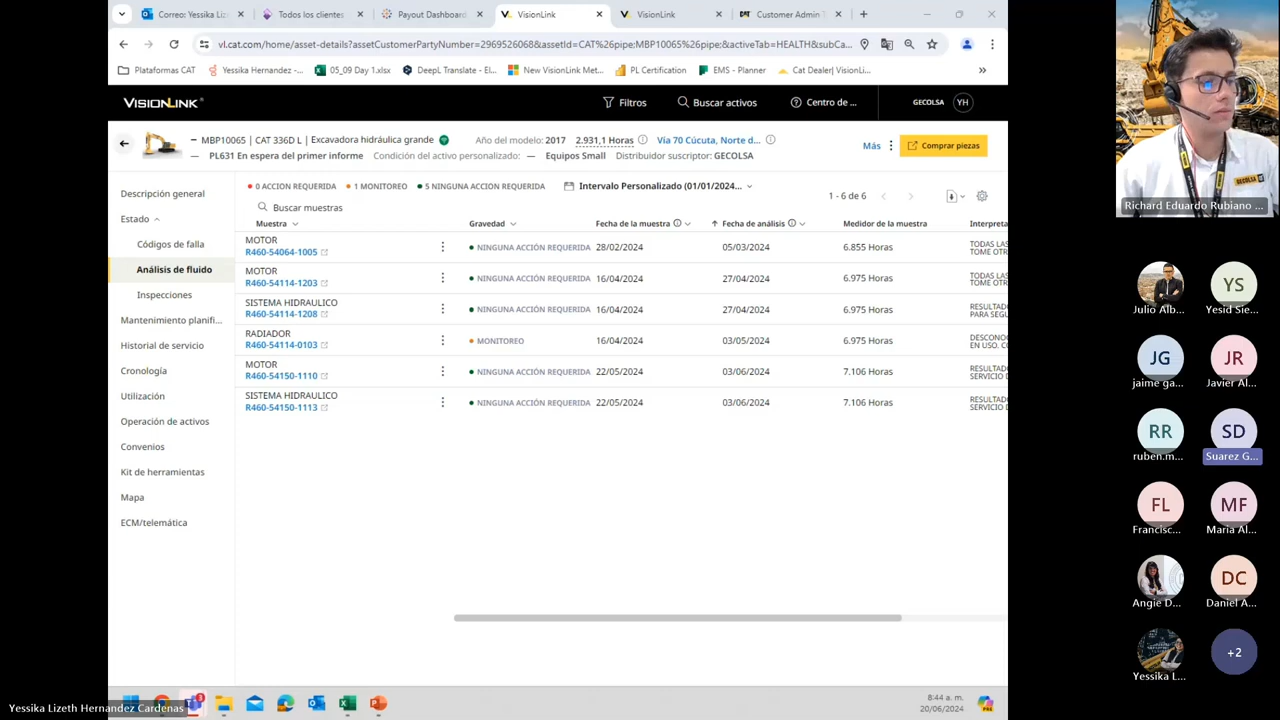 Correo: Yessika Liz
Todos los clientes
Payout Dashboard
VisionLink
VisionLink
Customer Admin
vl.cat.com/home/asset-details?assetCustomerPartyNumber=2969526068&assetId=CAT%pipe;MBP10065%pipe;&activeTab=HEALTH&subCa...
Plataformas CAT
Yessika Hernandez -...
05_09 Day 1.xlsx
DeepL Translate - El...
New VisionLink Met...
PL Certification
EMS - Planner
Cat Dealer| VisionLi...
VISIONLINK
Filtros
Buscar activos
Centro de ...
GECOLSA
YH
MBP10065 | CAT 336D L | Excavadora hidráulica grande
Año del modelo: 2017
2.931,1 Horas
Vía 70 Cúcuta, Norte d...
Más
Comprar piezas
PL631 En espera del primer informe
Condición del activo personalizado: —
Equipos Small
Distribuidor suscriptor: GECOLSA
Descripción general
Estado
Códigos de falla
Análisis de fluido
Inspecciones
Mantenimiento planifi...
Historial de servicio
Cronología
Utilización
Operación de activos
Convenios
Kit de herramientas
Mapa
ECM/telemática
0 ACCION REQUERIDA
1 MONITOREO
5 NINGUNA ACCION REQUERIDA
Intervalo Personalizado (01/01/2024...
1 - 6 de 6
Buscar muestras
Muestra
Gravedad
Fecha de la muestra
Fecha de análisis
Medidor de la muestra
Interpreta
MOTOR
R460-54064-1005
NINGUNA ACCIÓN REQUERIDA
28/02/2024
05/03/2024
6.855 Horas
TODAS LAS
TOME OTR
MOTOR
R460-54114-1203
NINGUNA ACCIÓN REQUERIDA
16/04/2024
27/04/2024
6.975 Horas
TODAS LAS
TOME OTR
SISTEMA HIDRAULICO
R460-54114-1208
NINGUNA ACCIÓN REQUERIDA
16/04/2024
27/04/2024
6.975 Horas
RESULTAD
PARA SEGU
RADIADOR
R460-54114-0103
MONITOREO
16/04/2024
03/05/2024
6.975 Horas
DESCONOC
EN USO. CO
MOTOR
R460-54150-1110
NINGUNA ACCIÓN REQUERIDA
22/05/2024
03/06/2024
7.106 Horas
RESULTADO
SERVICIO D
SISTEMA HIDRAULICO
R460-54150-1113
NINGUNA ACCIÓN REQUERIDA
22/05/2024
03/06/2024
7.106 Horas
RESULTADO
SERVICIO D
8:44 a. m.
20/06/2024
Yessika Lizeth Hernandez Cardenas
GECOLSA
Richard Eduardo Rubiano ...
Julio Alb...
YS
Yesid Sie...
JG
jaime ga...
JR
Javier Al...
RR
ruben.m...
SD
Suarez G...
FL
Francisc...
MF
Maria Al...
Angie D...
DC
Daniel A...
Yessika L...
+2